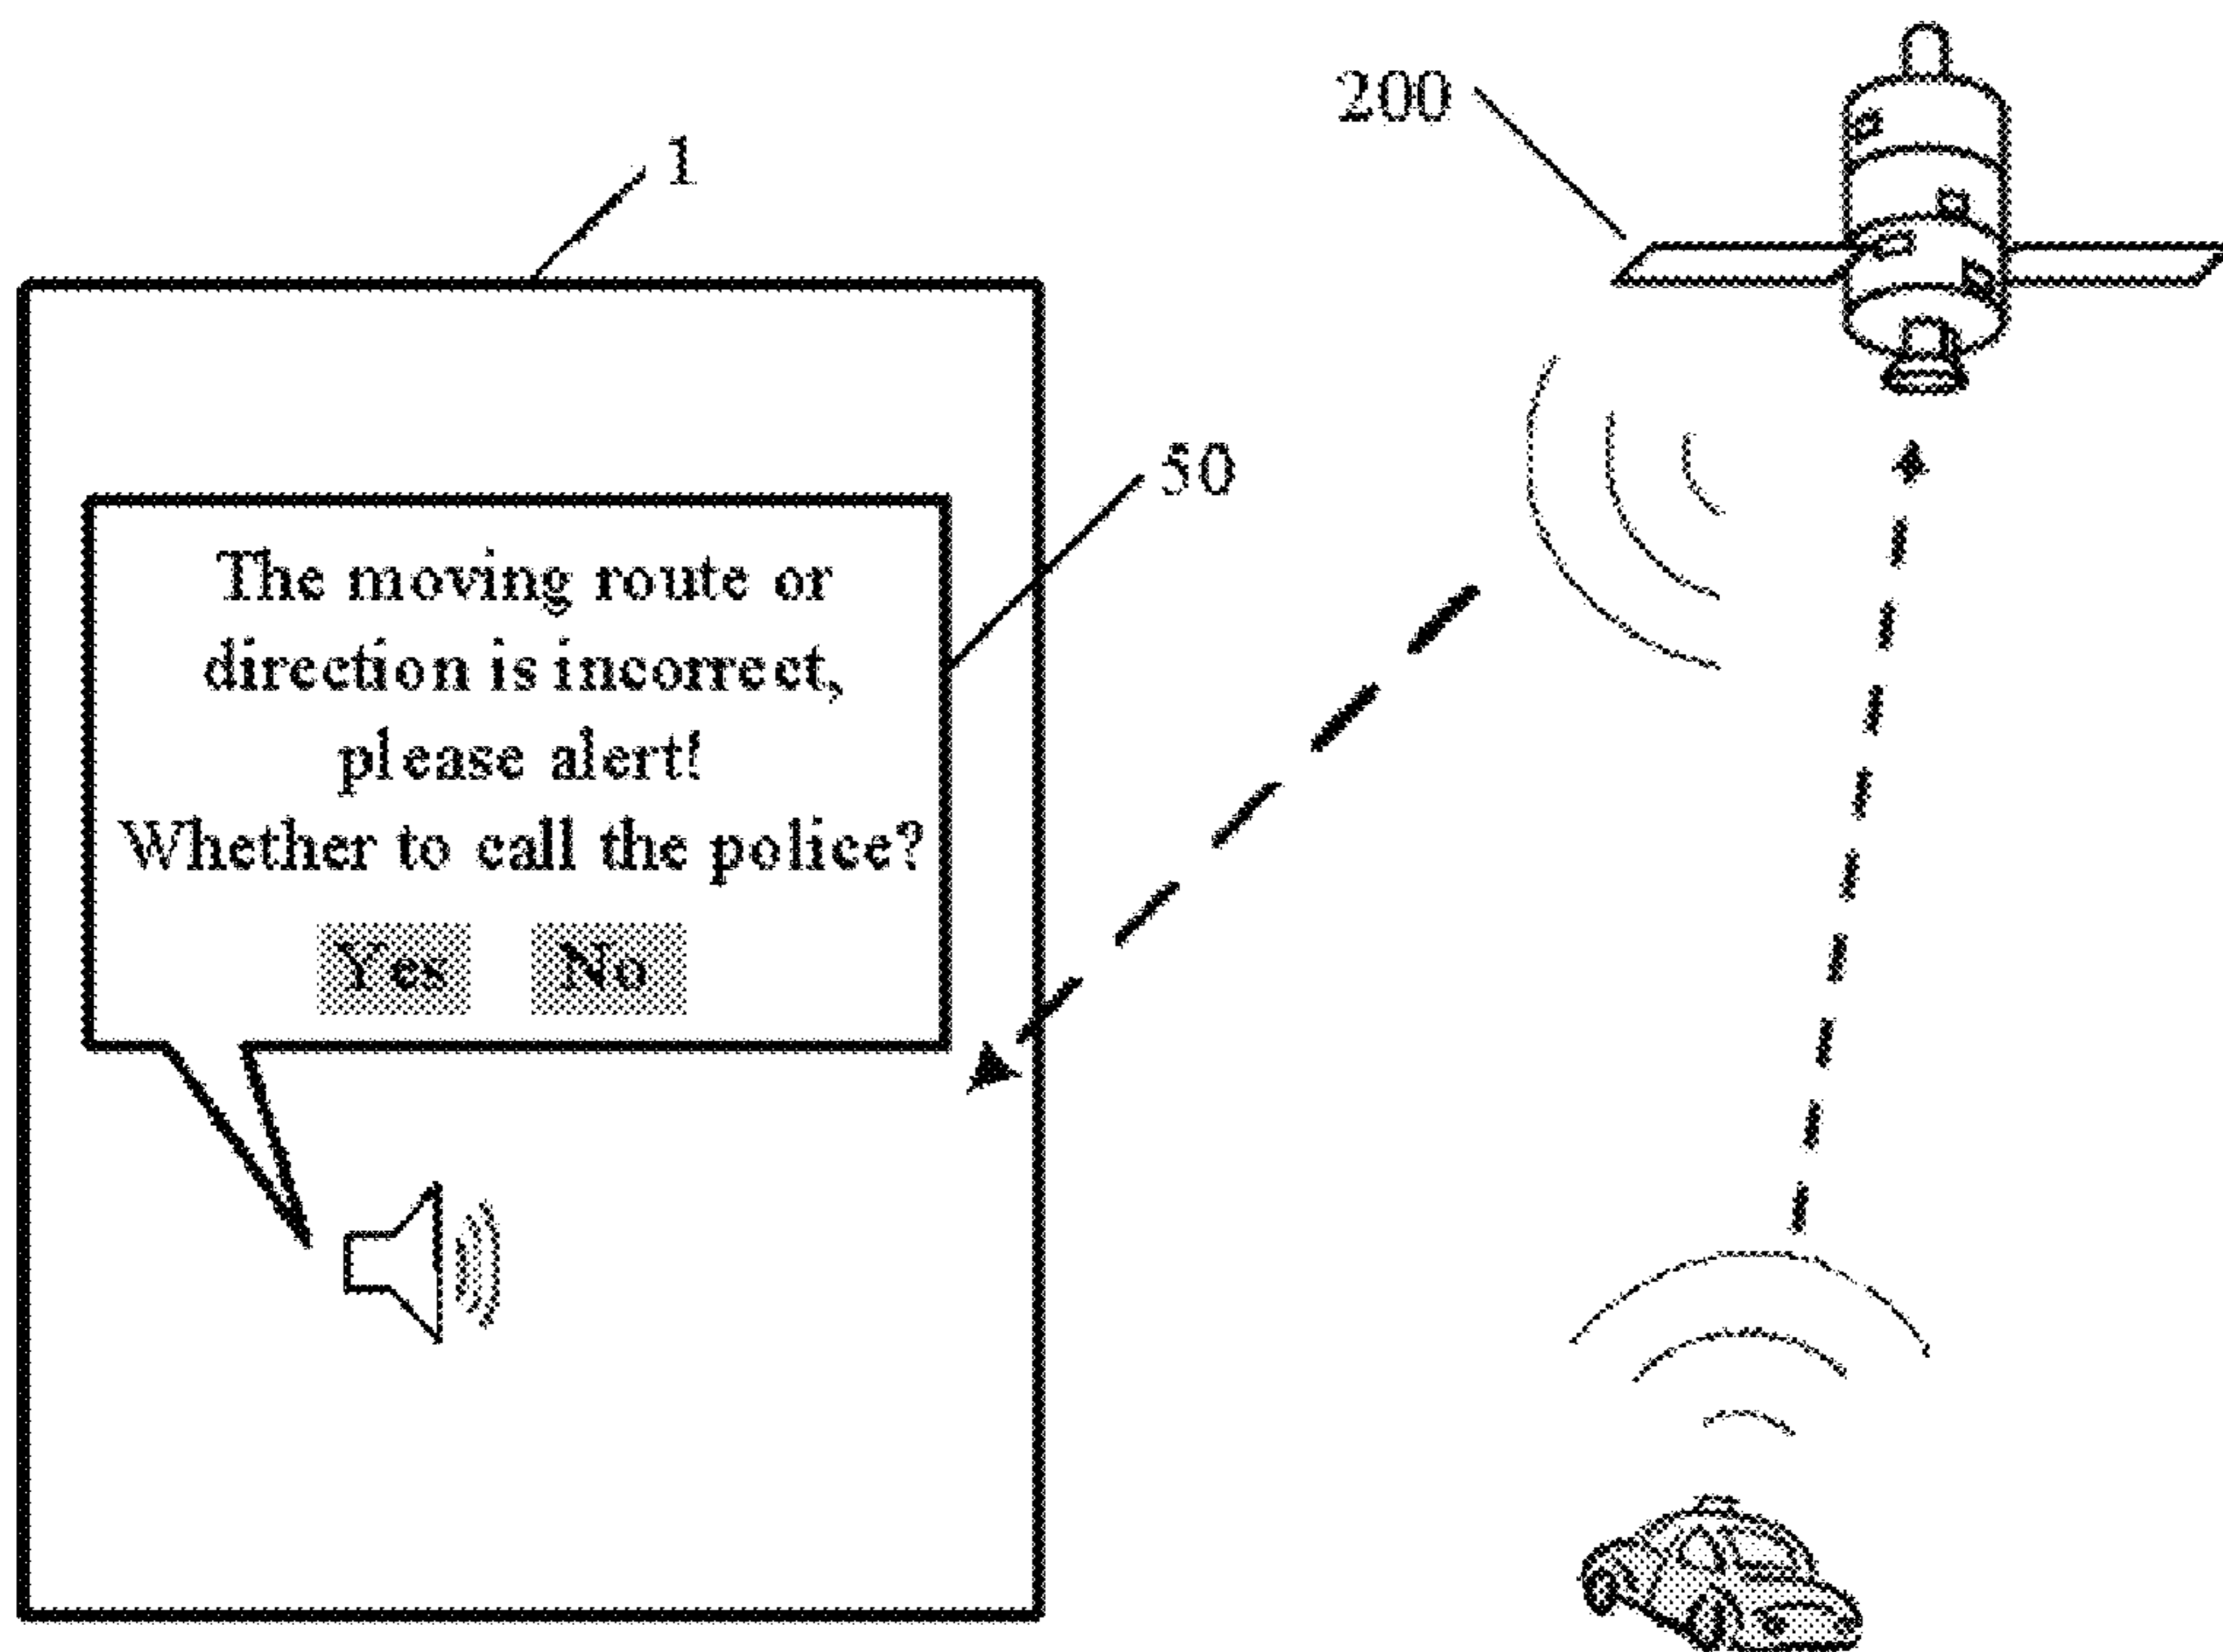 200
1
50
The moving route or
direction is incorrect,
please alert!
Whether to call the police?
Yes No